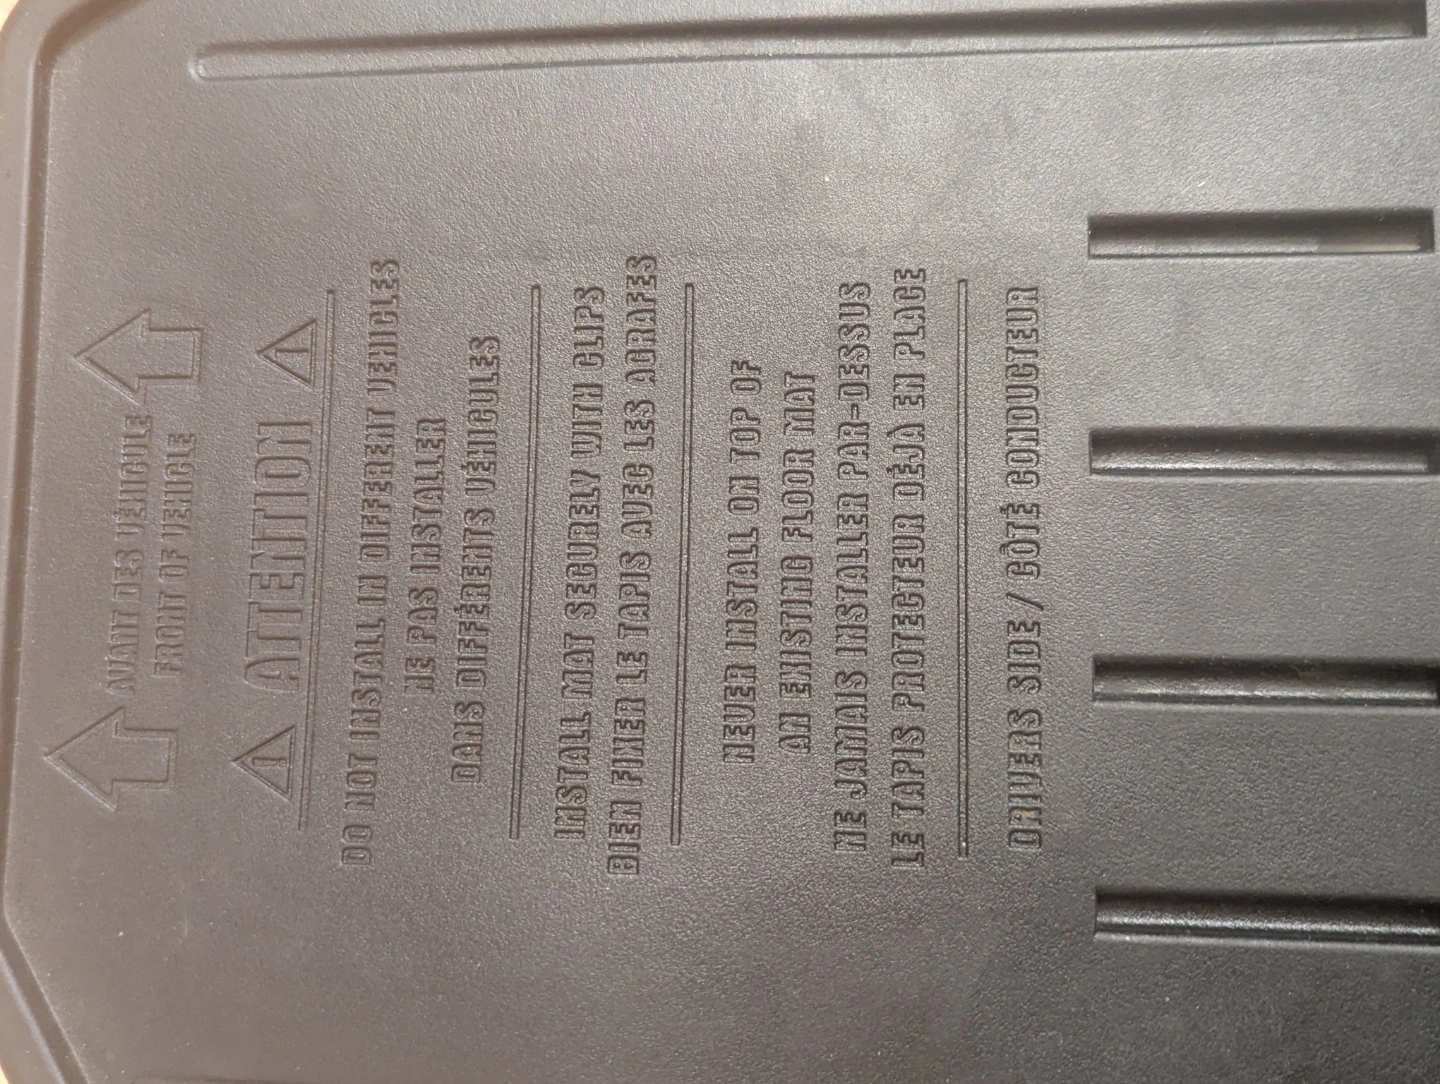 AVANT DES VÉHICULE
FRONT OF VEHICLE
ATTENTION
DO NOT INSTALL IN DIFFERENT VEHICLES
NE PAS INSTALLER
DANS DIFFÉRENTS VÉHICULES
INSTALL MAT SECURELY WITH CLIPS
BIEN FIXER LE TAPIS AVEC LES AGRAFES
NEVER INSTALL ON TOP OF
AN EXISTING FLOOR MAT
NE JAMAIS INSTALLER PAR-DESSUS
LE TAPIS PROTECTEUR DÉJÀ EN PLACE
DRIVERS SIDE / CÔTÉ CONDUCTEUR